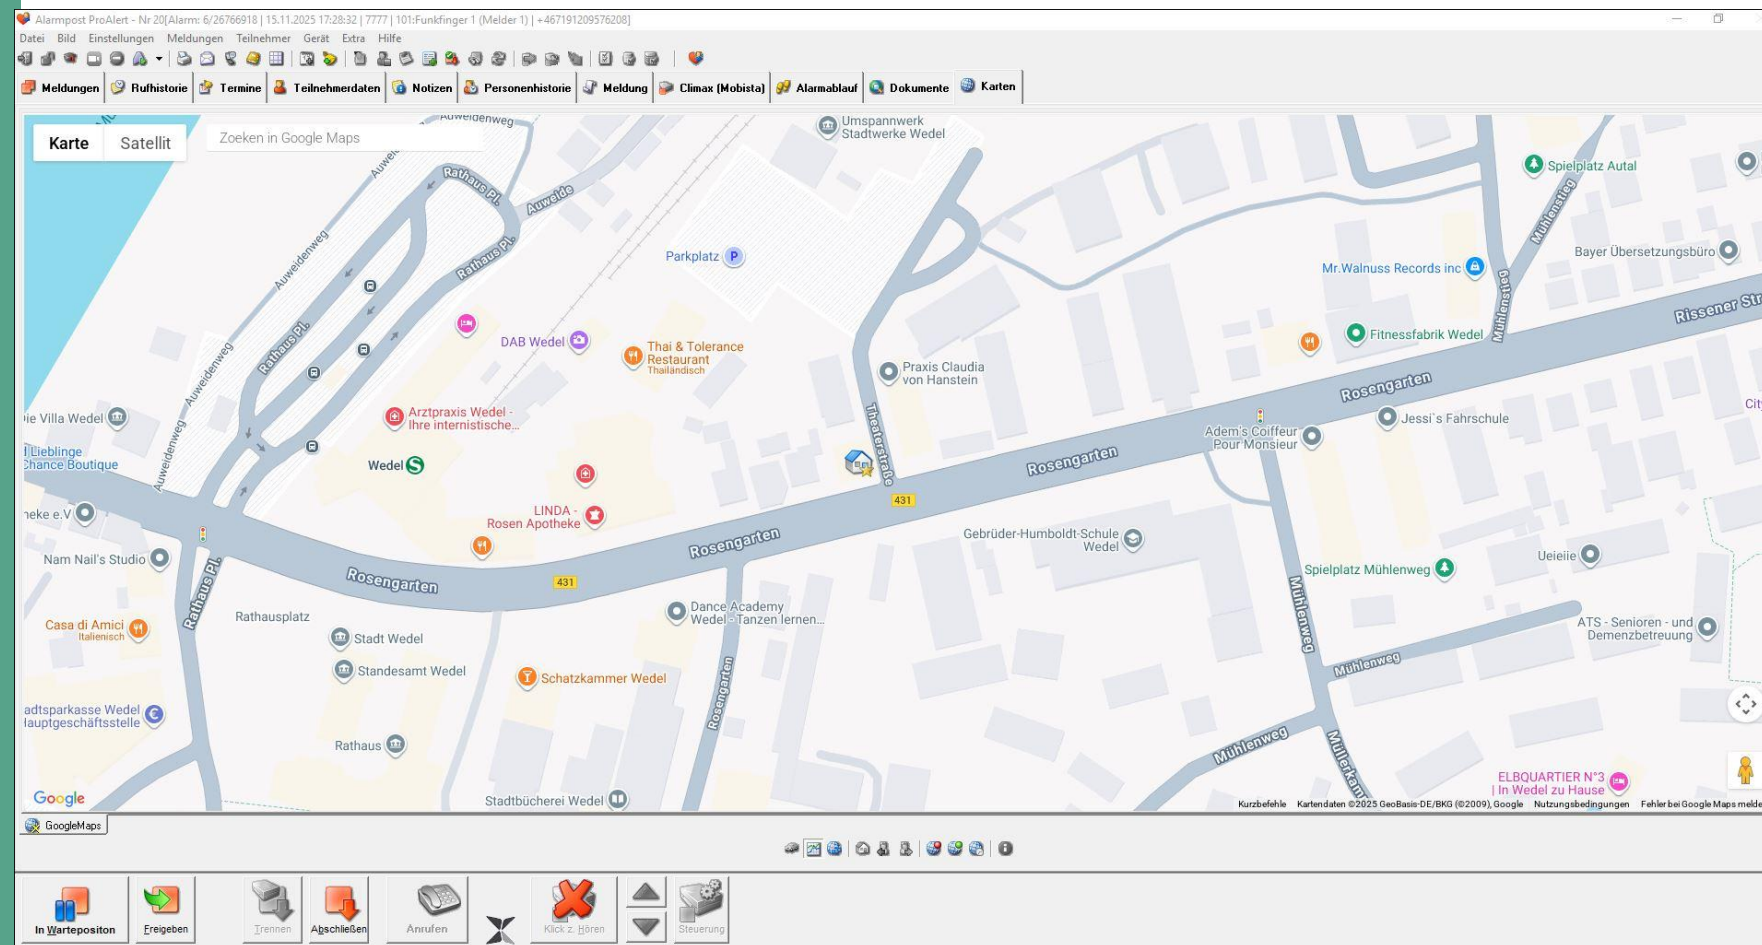 Alarmpost ProAlert - Nr 20[Alarm: 6/26766918 | 15.11.2025 17:28:32 | 7777 | 101:Funkfinger 1 (Melder 1) | +467191209576208]
Datei Bild Einstellungen Meldungen Teilnehmer Gerät Extra Hilfe
Meldungen Rufhistorie Termine Teilnehmerdaten Notizen Personenhistorie Meldung Climax (Mobista) Alarmablauf Dokumente Karten
Karte Satellit Zoeken in Google Maps
Auweidenweg
Umspannwerk
Stadtwerke Wedel
Rathaus Pl.
Auweide
Spielplatz Autal
Mühlenstieg
Auweidenweg
Rathaus Pl.
Parkplatz P
Mr.Walnuss Records inc
Bayer Übersetzungsbüro
Mühlenstieg
Rissener Str
Rathaus Pl.
DAB Wedel
Thai & Tolerance
Restaurant
Thailändisch
Fitnessfabrik Wedel
Auweidenweg
Praxis Claudia
von Hanstein
Rosengarten
ie Villa Wedel
Arztpraxis Wedel -
Ihre internistische...
Theaterstraße
Jessi`s Fahrschule
City
Adem's Coiffeur
Pour Monsieur
Lieblinge
Chance Boutique
Auweidenweg
Wedel S
Rosengarten
431
LINDA -
Rosen Apotheke
heke e.V
Rosengarten
Gebrüder-Humboldt-Schule
Wedel
Nam Nail's Studio
Rathaus Pl.
Rosengarten
431
Ueieiie
Spielplatz Mühlenweg
Mühlenweg
Casa di Amici
Italienisch
Rathausplatz
Stadt Wedel
Dance Academy
Wedel - Tanzen lernen...
ATS - Senioren - und
Demenzbetreuung
Standesamt Wedel
Schatzkammer Wedel
Rosengarten
Mühlenweg
adtsparkasse Wedel
Hauptgeschäftsstelle
Rathaus
Mühlenweg
Müllerkam
ELBQUARTIER N°3
| In Wedel zu Hause
Google
Stadtbücherei Wedel
Kurzbefehle Kartendaten ©2025 GeoBasis-DE/BKG (©2009), Google Nutzungsbedingungen Fehler bei Google Maps melde
GoogleMaps
In Wartepositon Freigeben Trennen Abschließen Anrufen Klick z. Hören Steuerung